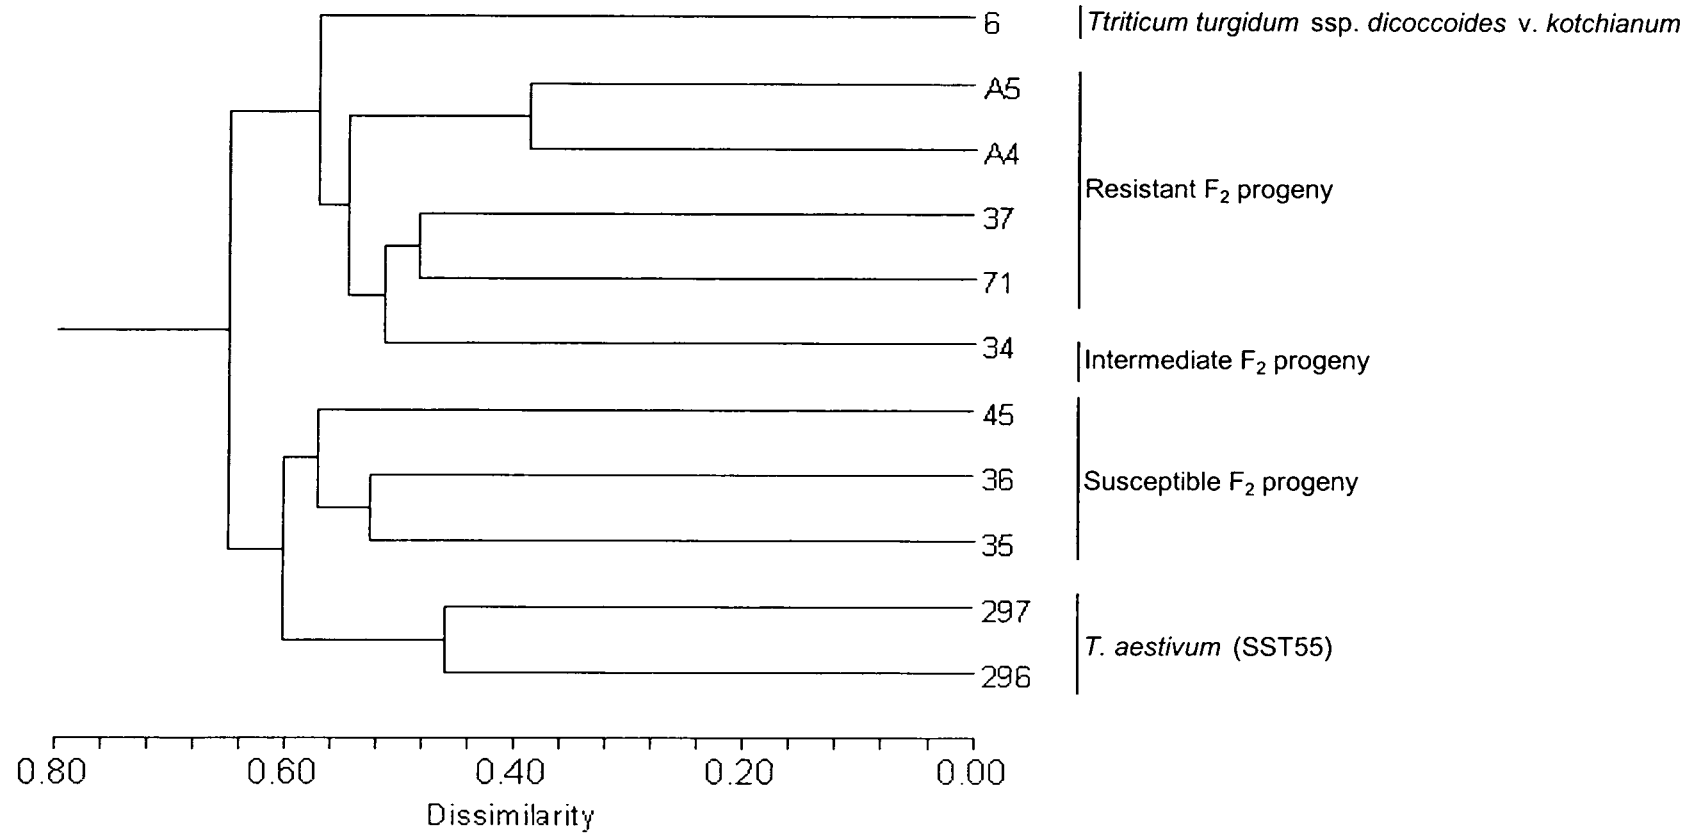 6
Ttriticum turgidum ssp. dicoccoides v. kotchianum
A5
A4
Resistant F₂ progeny
37
71
34
Intermediate F₂ progeny
45
36
Susceptible F₂ progeny
35
297
T. aestivum (SST55)
296
0.80 0.60 0.40 0.20 0.00
Dissimilarity